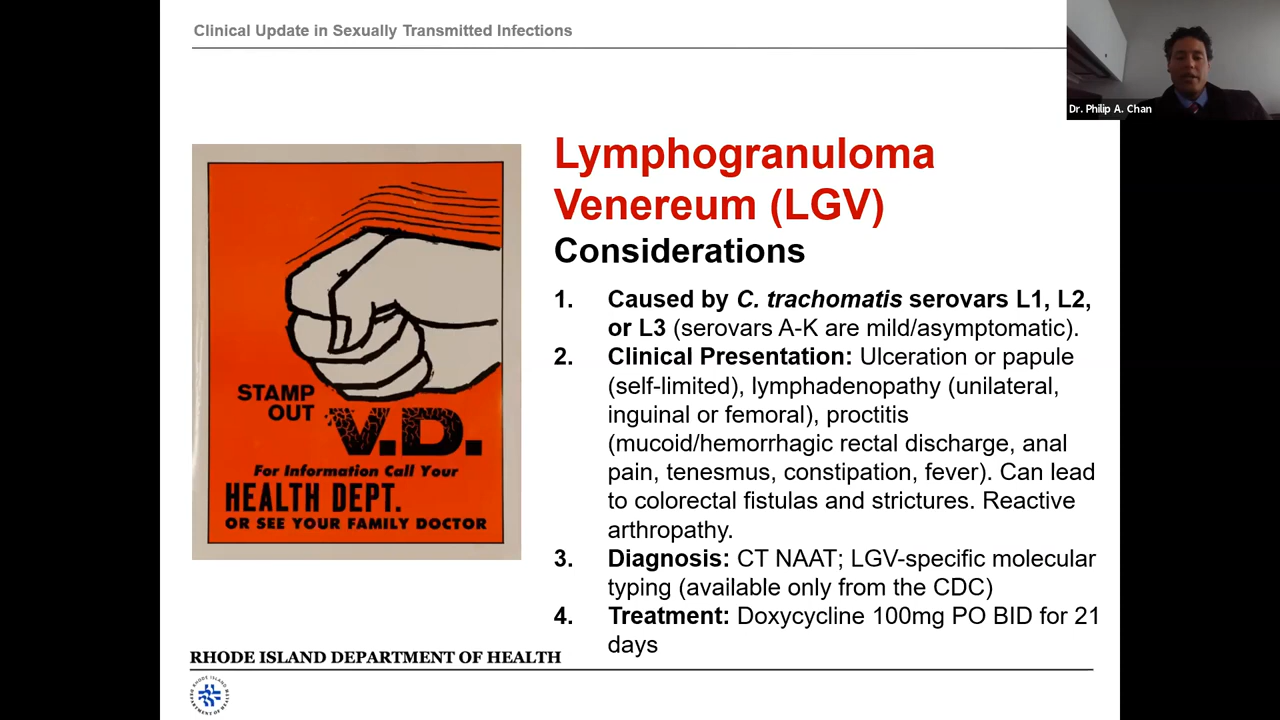 Clinical Update in Sexually Transmitted Infections
Dr. Philip A. Chan
STAMP
OUT V.D.
For Information Call Your
HEALTH DEPT.
OR SEE YOUR FAMILY DOCTOR
Lymphogranuloma
Venereum (LGV)
Considerations
1. Caused by C. trachomatis serovars L1, L2,
or L3 (serovars A-K are mild/asymptomatic).
2. Clinical Presentation: Ulceration or papule
(self-limited), lymphadenopathy (unilateral,
inguinal or femoral), proctitis
(mucoid/hemorrhagic rectal discharge, anal
pain, tenesmus, constipation, fever). Can lead
to colorectal fistulas and strictures. Reactive
arthropathy.
3. Diagnosis: CT NAAT; LGV-specific molecular
typing (available only from the CDC)
4. Treatment: Doxycycline 100mg PO BID for 21
days
RHODE ISLAND DEPARTMENT OF HEALTH